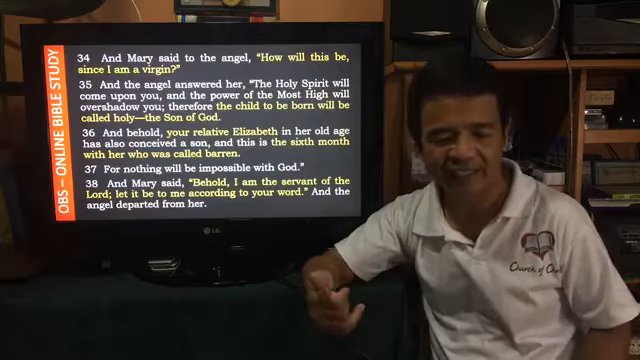 OBS – ONLINE BIBLE STUDY
34 And Mary said to the angel, “How will this be,
since I am a virgin?”
35 And the angel answered her, “The Holy Spirit will
come upon you, and the power of the Most High will
overshadow you; therefore the child to be born will be
called holy—the Son of God.
36 And behold, your relative Elizabeth in her old age
has also conceived a son, and this is the sixth month
with her who was called barren.
37 For nothing will be impossible with God.”
38 And Mary said, “Behold, I am the servant of the
Lord; let it be to me according to your word.” And the
angel departed from her.
LG
Church of Christ